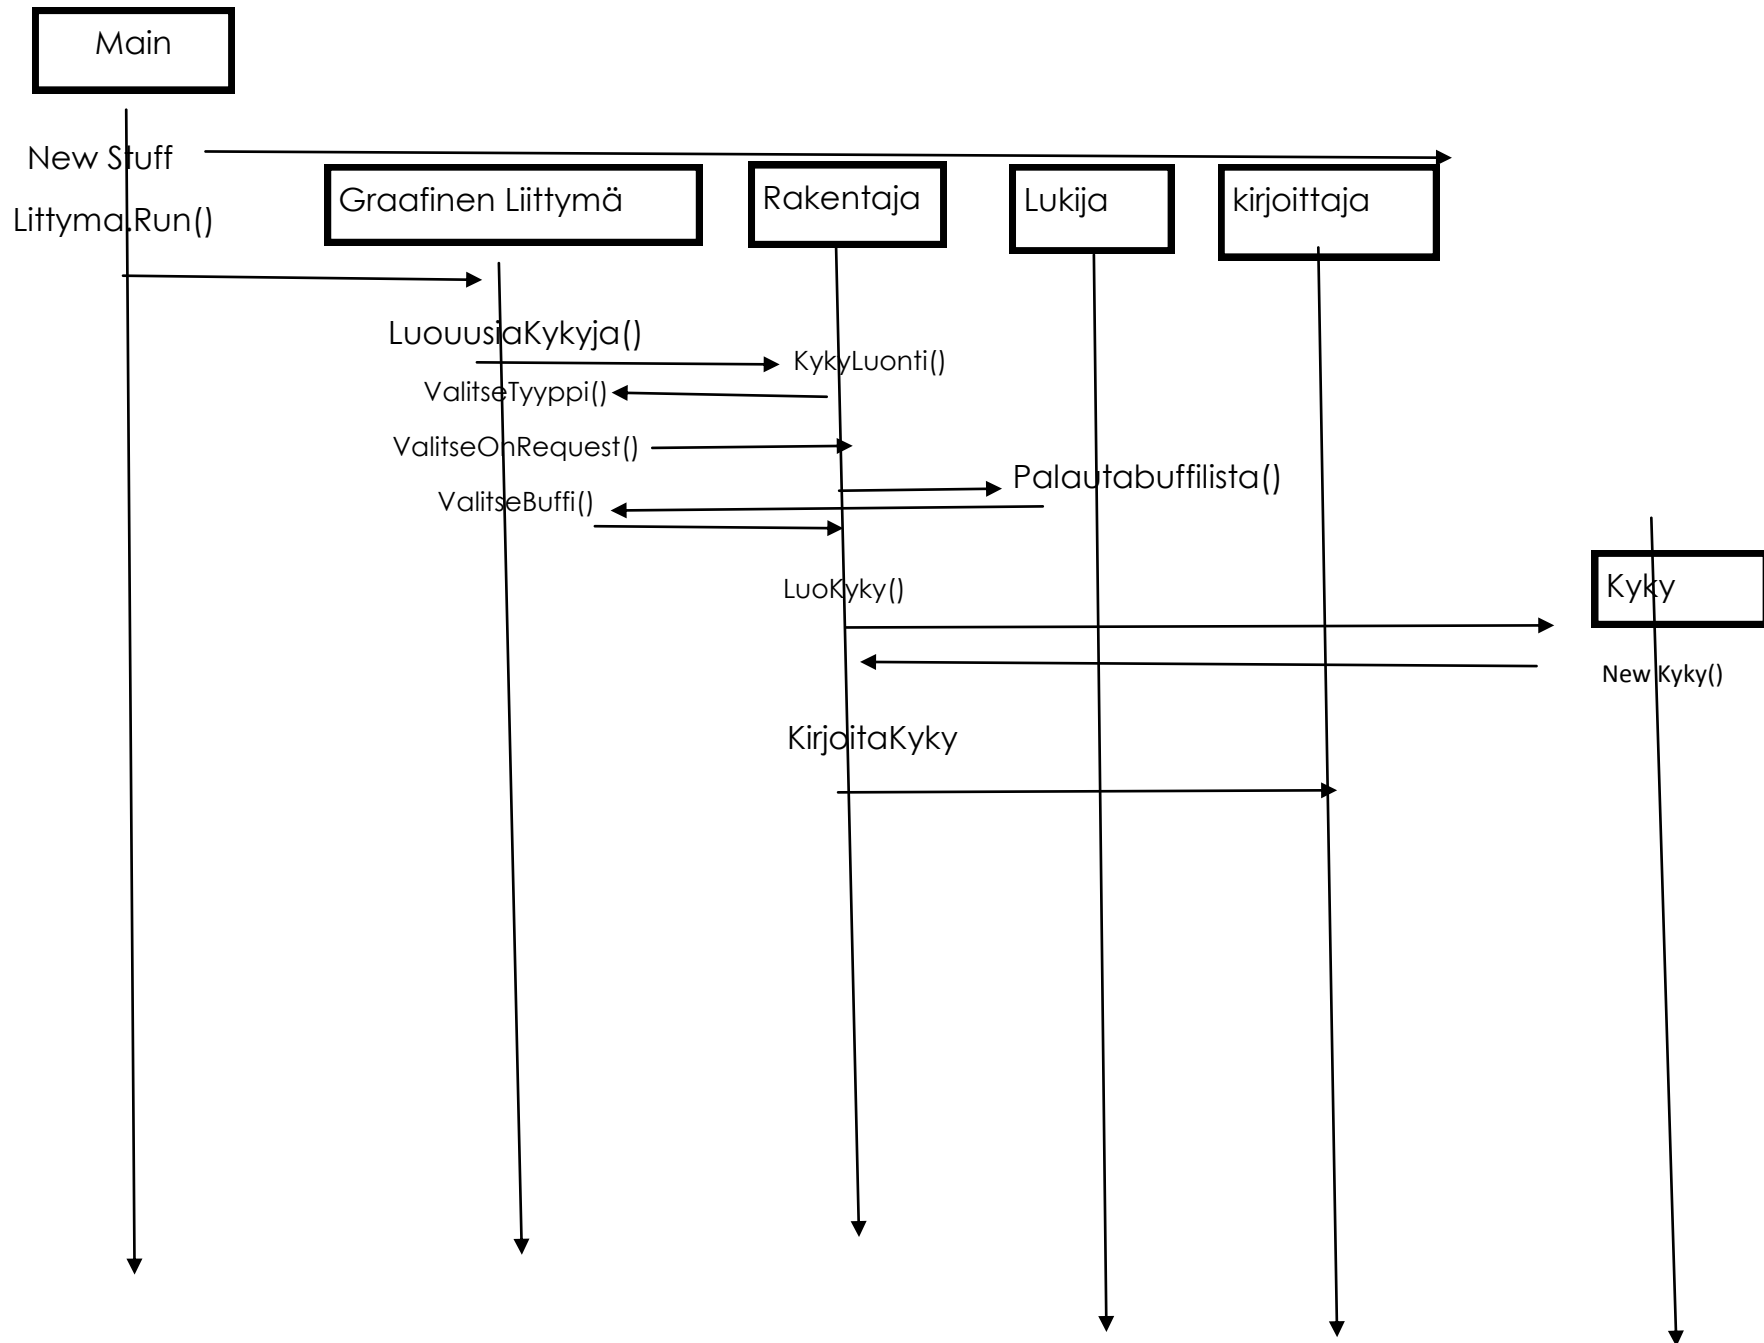 Main
New Stuff
Graafinen Liittymä
Rakentaja
Lukija
kirjoittaja
Littyma.Run()
LuouusiaKykyja()
KykyLuonti()
ValitseTyyppi()
ValitseOnRequest()
Palautabuffilista()
ValitseBuffi()
LuoKyky()
Kyky
New Kyky()
KirjoitaKyky